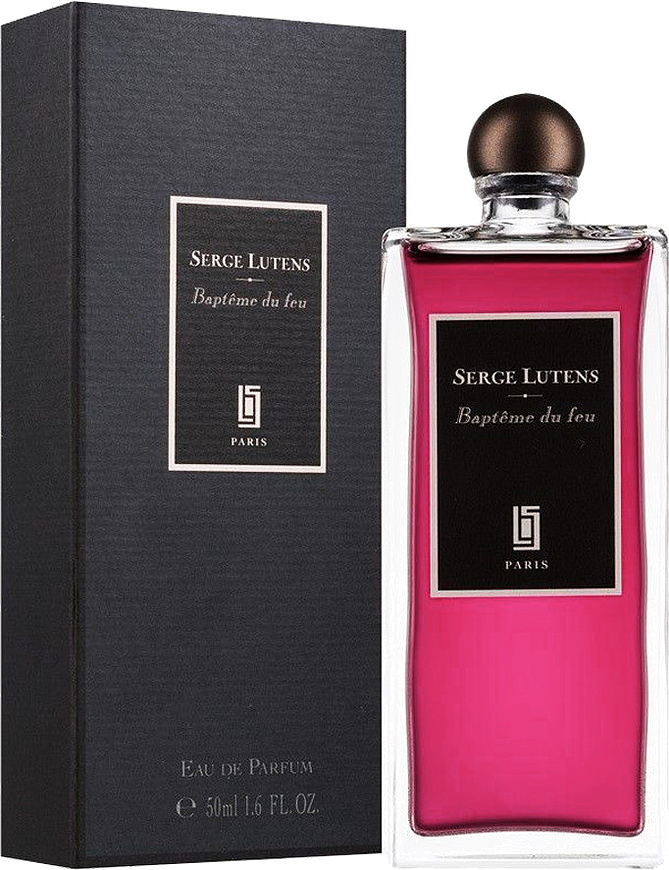 SERGE LUTENS
Baptême du feu
PARIS
EAU DE PARFUM
℮ 50ml 1.6 FL.OZ.
SERGE LUTENS
Baptême du feu
PARIS